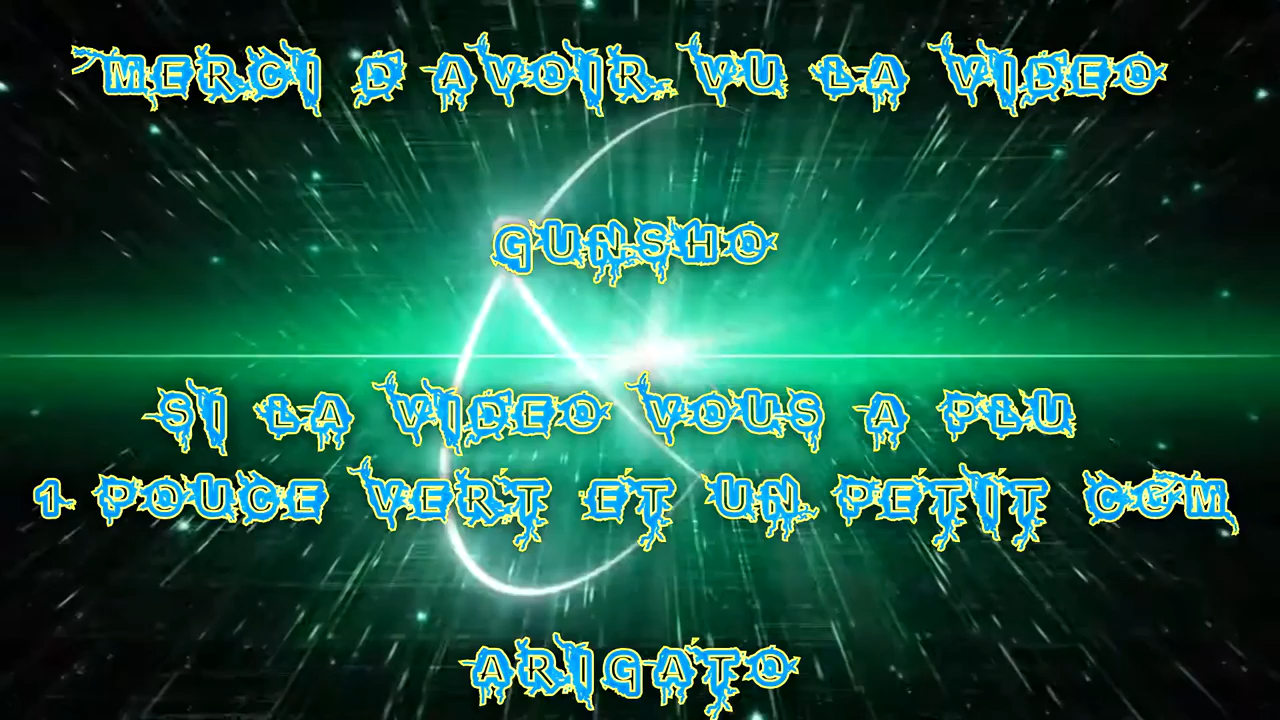 MERCI D AVOIR VU LA VIDEO
GUNSHO
SI LA VIDEO VOUS A PLU
1 POUCE VERT ET UN PETIT COM
ARIGATO